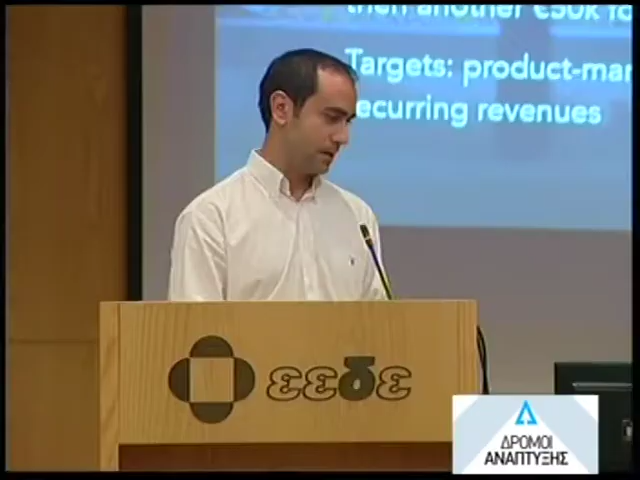 then another €50k fo
Targets: product-mar
ecurring revenues
εεδε
ΔΡΟΜΟΙ
ΑΝΑΠΤΥΞΗΣ